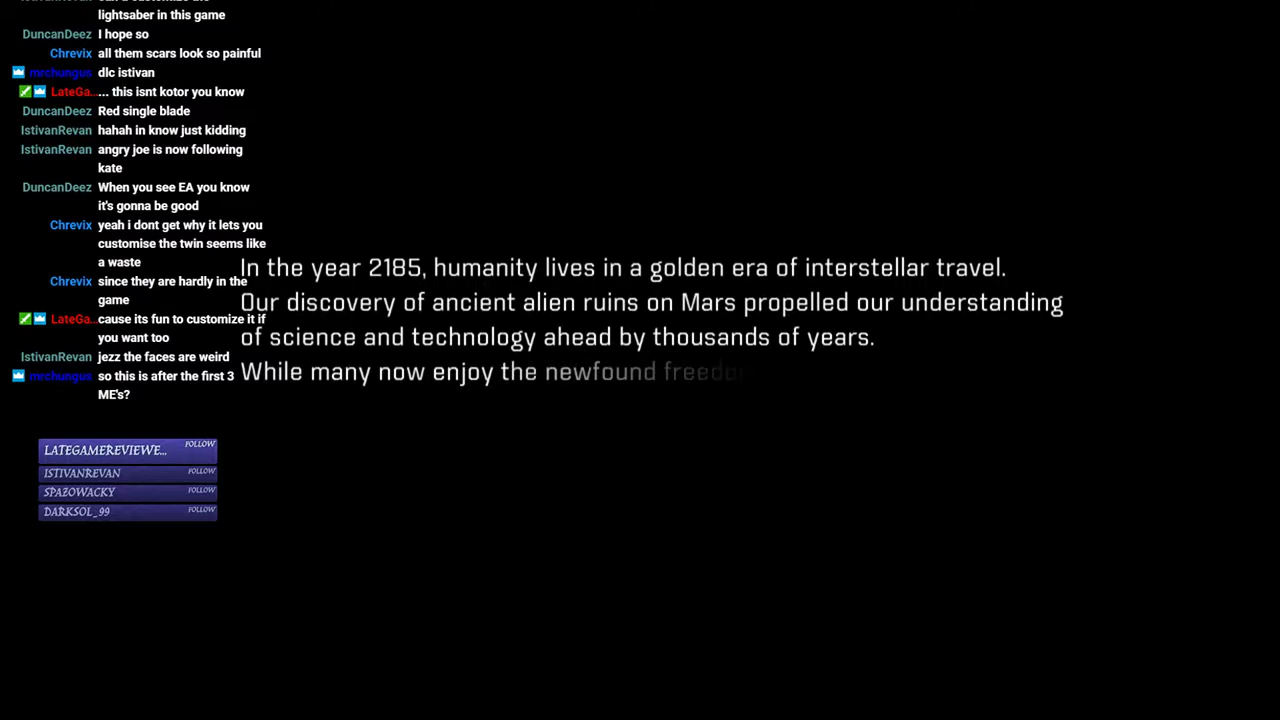 lightsaber in this game
DuncanDeez I hope so
Chrevix all them scars look so painful
mrchungus dlc istivan
LateGa... ... this isnt kotor you know
DuncanDeez Red single blade
IstivanRevan hahah in know just kidding
IstivanRevan angry joe is now following
kate
DuncanDeez When you see EA you know
it's gonna be good
Chrevix yeah i dont get why it lets you
customise the twin seems like
a waste
Chrevix since they are hardly in the
game
LateGa... cause its fun to customize it if
you want too
IstivanRevan jezz the faces are weird
mrchungus so this is after the first 3
ME's?
In the year 2185, humanity lives in a golden era of interstellar travel.
Our discovery of ancient alien ruins on Mars propelled our understanding
of science and technology ahead by thousands of years.
While many now enjoy the newfound freed
LATEGAMEREVIEWE... FOLLOW
ISTIVANREVAN FOLLOW
SPAZOWACKY FOLLOW
DARKSOL_99 FOLLOW